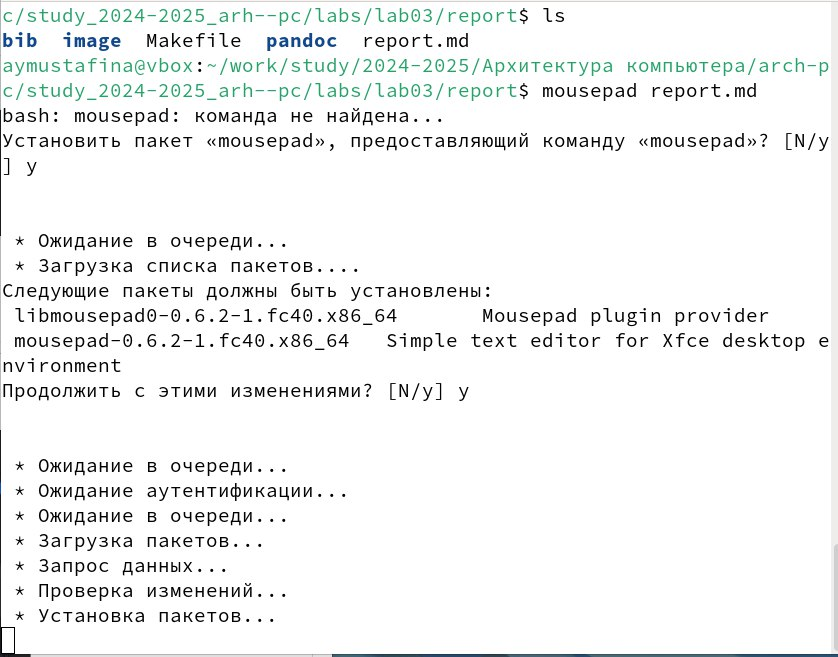 c/study_2024-2025_arh--pc/labs/lab03/report$ ls
bib  image  Makefile  pandoc  report.md
aymustafina@vbox:~/work/study/2024-2025/Архитектура компьютера/arch-p
c/study_2024-2025_arh--pc/labs/lab03/report$ mousepad report.md
bash: mousepad: команда не найдена...
Установить пакет «mousepad», предоставляющий команду «mousepad»? [N/y
] y
 * Ожидание в очереди...
 * Загрузка списка пакетов....
Следующие пакеты должны быть установлены:
 libmousepad0-0.6.2-1.fc40.x86_64       Mousepad plugin provider
 mousepad-0.6.2-1.fc40.x86_64   Simple text editor for Xfce desktop e
nvironment
Продолжить с этими изменениями? [N/y] y
 * Ожидание в очереди...
 * Ожидание аутентификации...
 * Ожидание в очереди...
 * Загрузка пакетов...
 * Запрос данных...
 * Проверка изменений...
 * Установка пакетов...